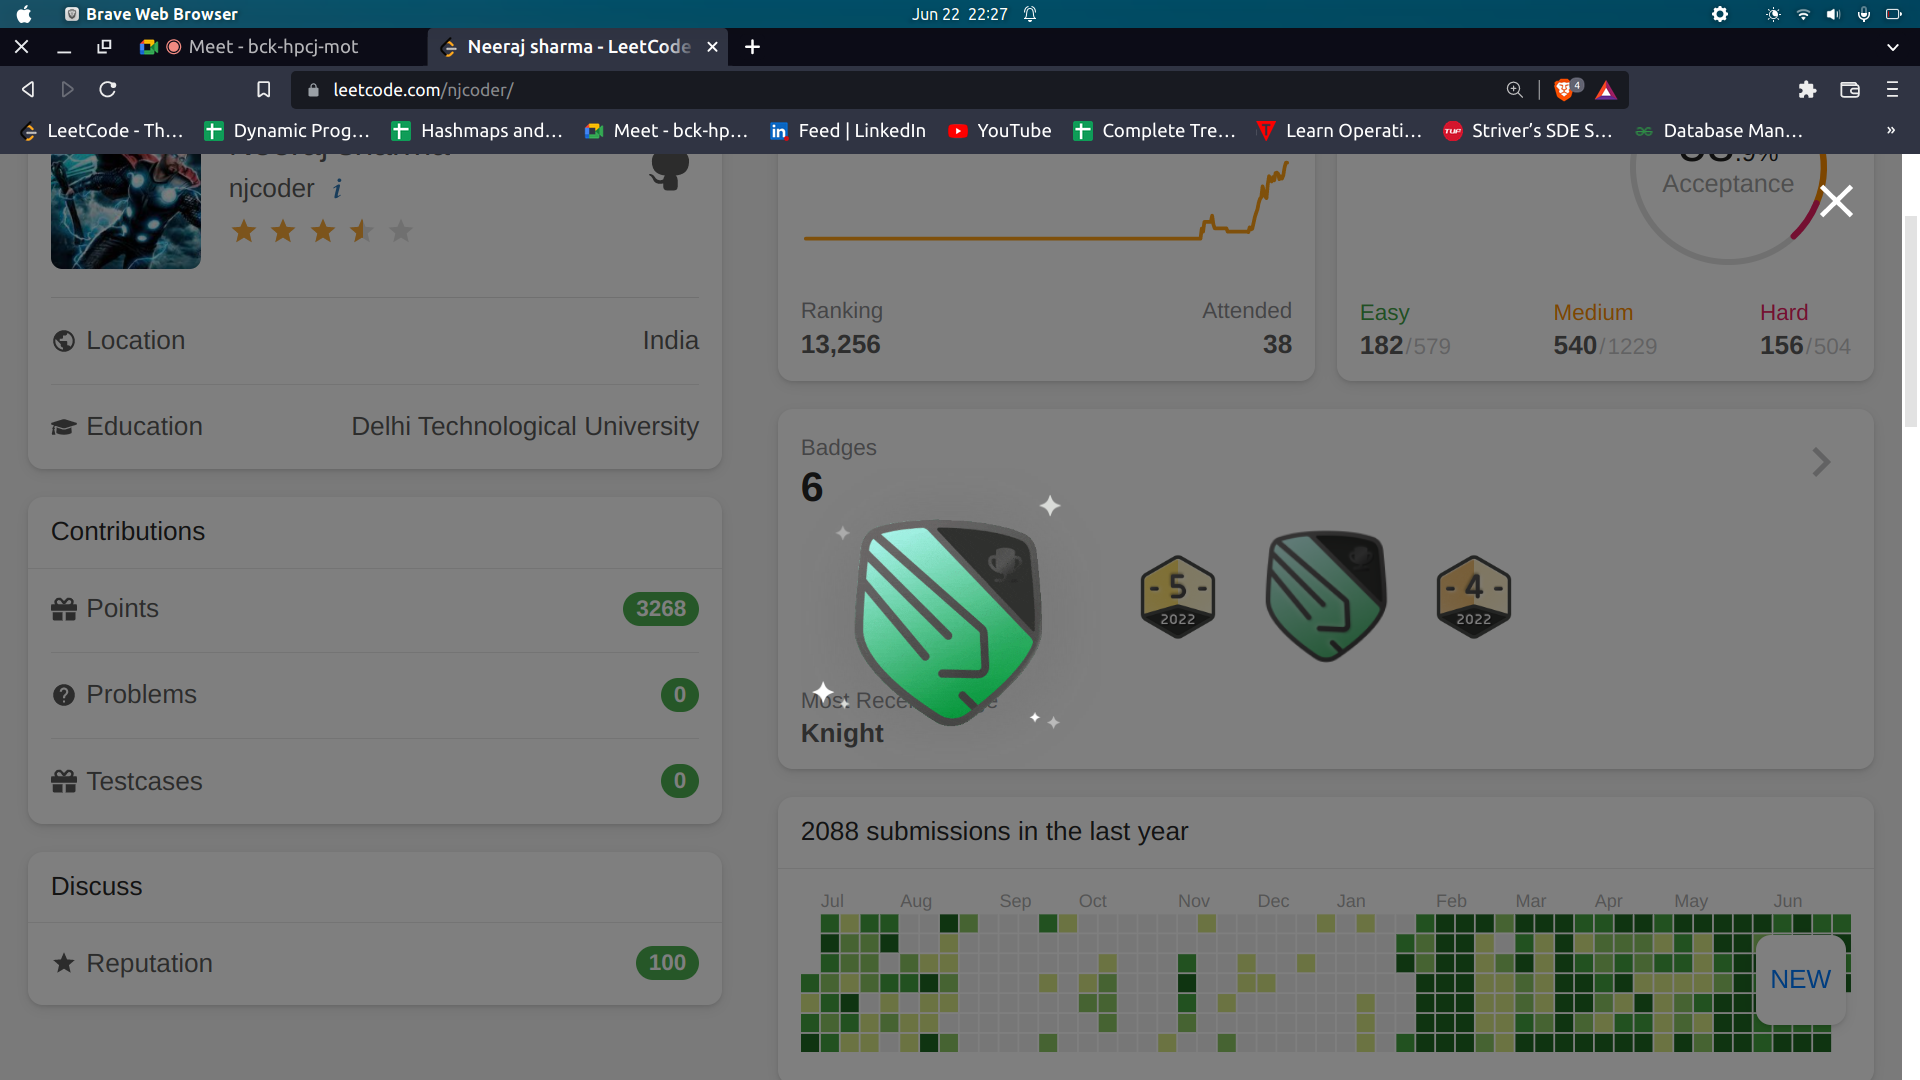 Brave Web Browser
Jun 22 22:27
Meet - bck-hpcj-mot
Neeraj sharma - LeetCode
leetcode.com/njcoder/
4
LeetCode - Th...
Dynamic Prog...
Hashmaps and...
Meet - bck-hp...
Feed | LinkedIn
YouTube
Complete Tre...
Learn Operati...
TUF
Striver's SDE S...
Database Man...
»
njcoder
Location
India
Education
Delhi Technological University
Contributions
Points
3268
Problems
0
Testcases
0
Discuss
Reputation
100
Ranking
13,256
Attended
38
.9%
Acceptance
Easy
182/579
Medium
540/1229
Hard
156/504
Badges
6
- 5 -
2022
- 4 -
2022
Most Rece
Knight
2088 submissions in the last year
Jul
Aug
Sep
Oct
Nov
Dec
Jan
Feb
Mar
Apr
May
Jun
NEW